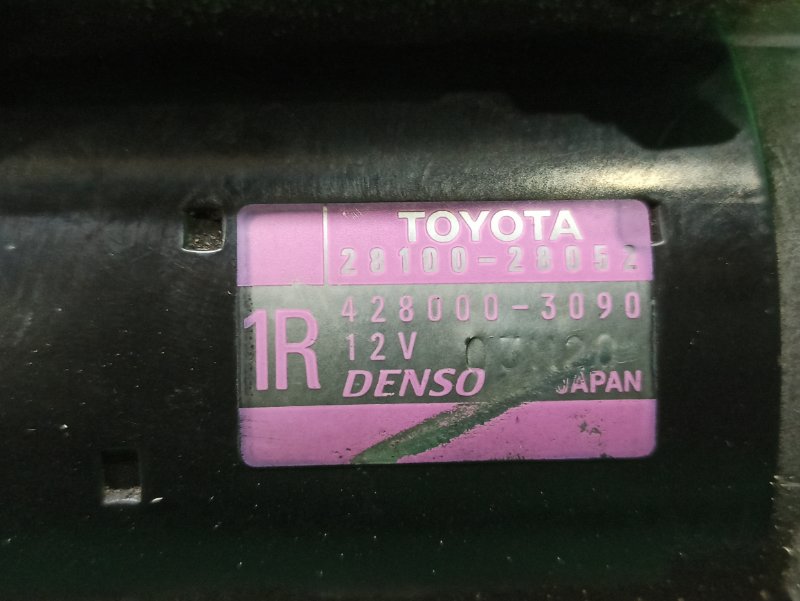 TOYOTA
28100-28052
428000-3090
1R
12V
DENSO JAPAN